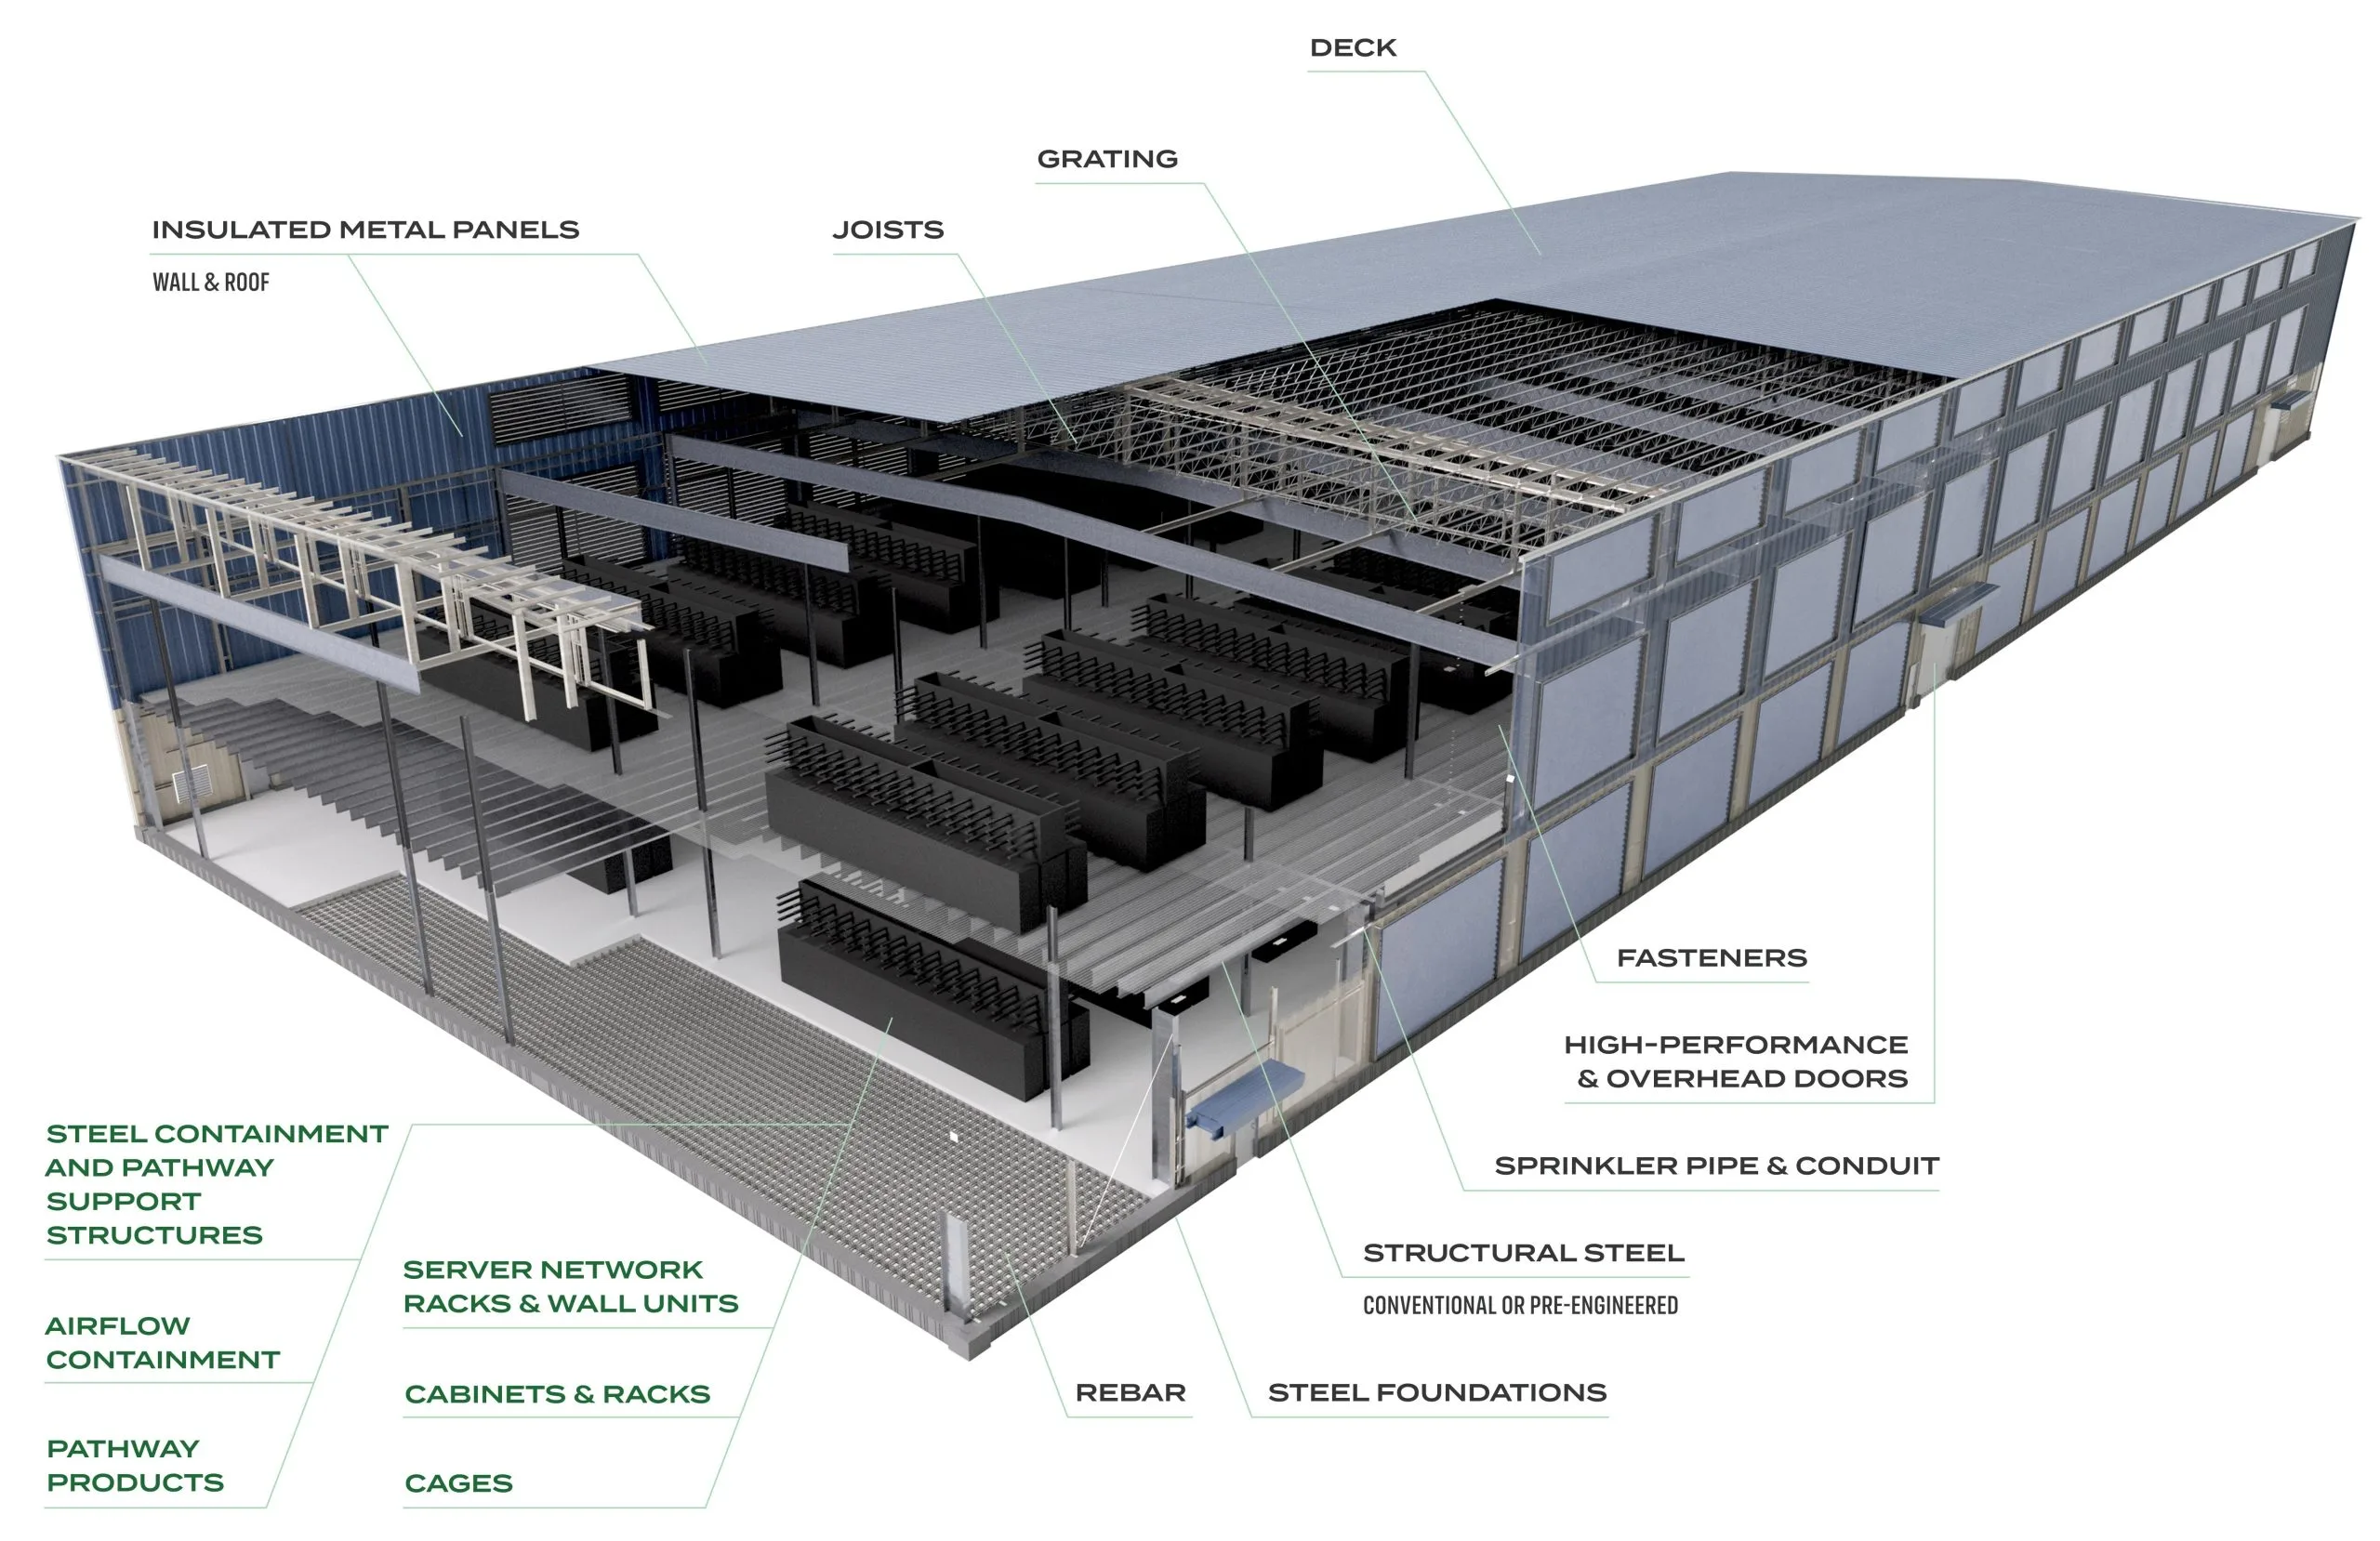 DECK
GRATING
INSULATED METAL PANELS
WALL & ROOF
JOISTS
FASTENERS
HIGH-PERFORMANCE
& OVERHEAD DOORS
SPRINKLER PIPE & CONDUIT
STRUCTURAL STEEL
CONVENTIONAL OR PRE-ENGINEERED
STEEL FOUNDATIONS
REBAR
STEEL CONTAINMENT
AND PATHWAY
SUPPORT
STRUCTURES
AIRFLOW
CONTAINMENT
PATHWAY
PRODUCTS
SERVER NETWORK
RACKS & WALL UNITS
CABINETS & RACKS
CAGES